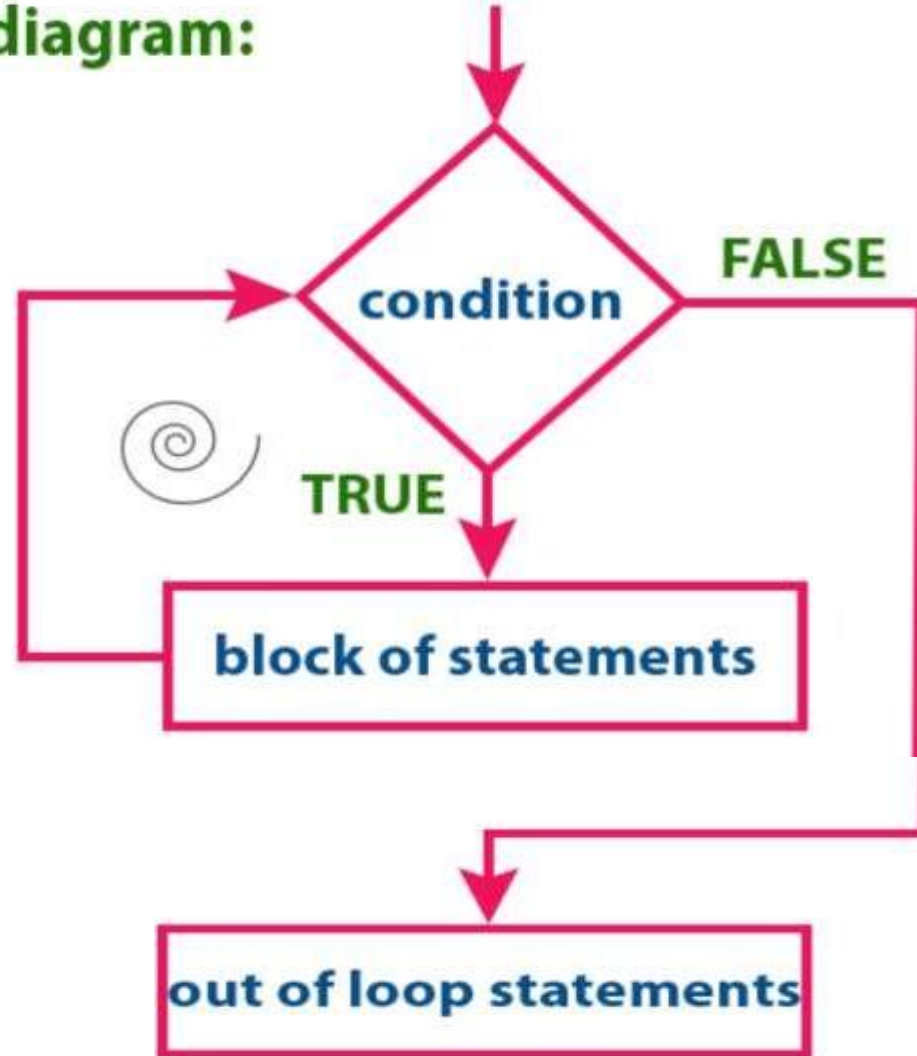 diagram:
condition
FALSE
TRUE
block of statements
out of loop statements